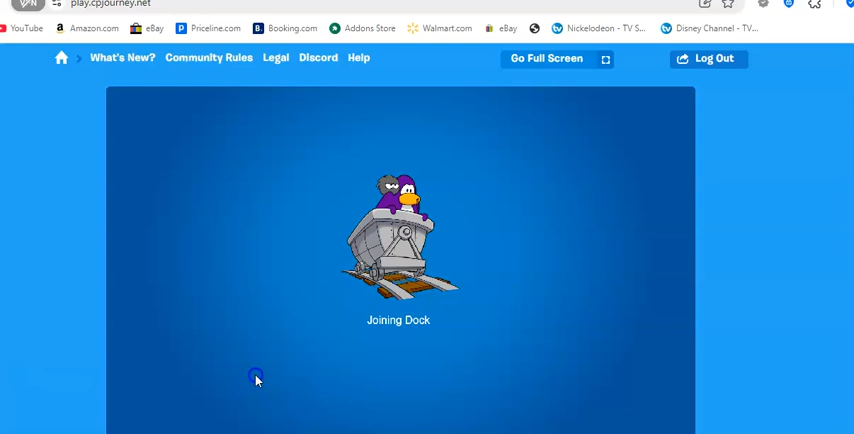 VPN play.cpjourney.net
YouTube Amazon.com eBay Priceline.com Booking.com Addons Store Walmart.com eBay Nickelodeon - TV S... Disney Channel - TV...
What's New? Community Rules Legal Discord Help Go Full Screen Log Out
Joining Dock